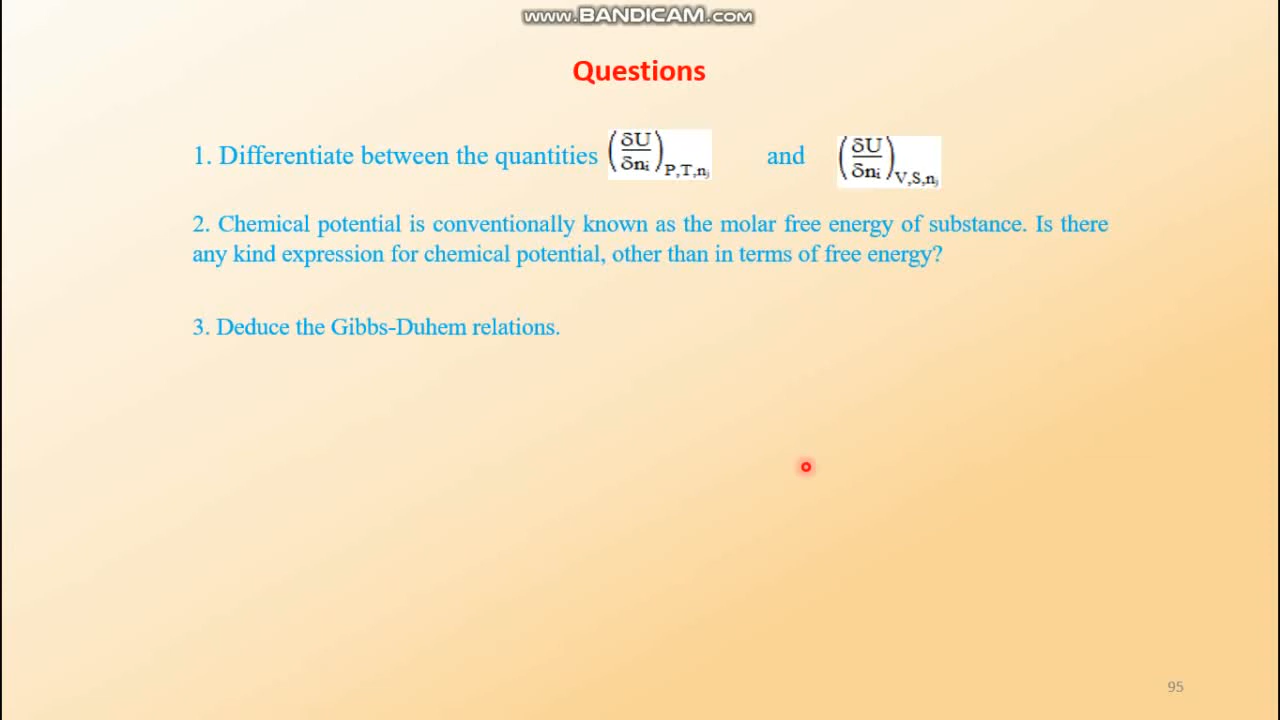 www.BANDICAM.com
Questions
1. Differentiate between the quantities (δU/δnᵢ)P,T,nⱼ and (δU/δnᵢ)V,S,nⱼ
2. Chemical potential is conventionally known as the molar free energy of substance. Is there
any kind expression for chemical potential, other than in terms of free energy?
3. Deduce the Gibbs-Duhem relations.
95